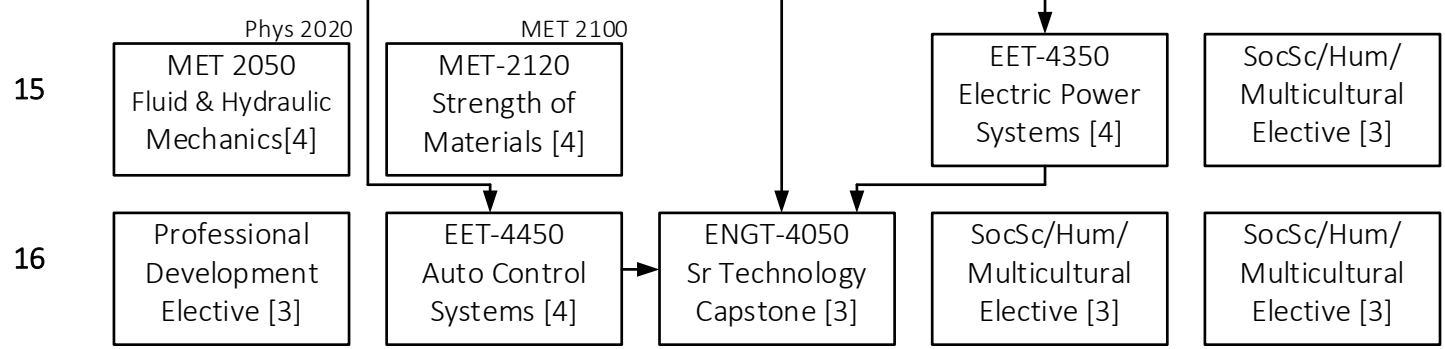 Phys 2020
MET 2050
Fluid & Hydraulic
Mechanics[4]
MET 2100
MET-2120
Strength of
Materials [4]
EET-4350
Electric Power
Systems [4]
SocSc/Hum/
Multicultural
Elective [3]
15
Professional
Development
Elective [3]
EET-4450
Auto Control
Systems [4]
ENGT-4050
Sr Technology
Capstone [3]
SocSc/Hum/
Multicultural
Elective [3]
SocSc/Hum/
Multicultural
Elective [3]
16